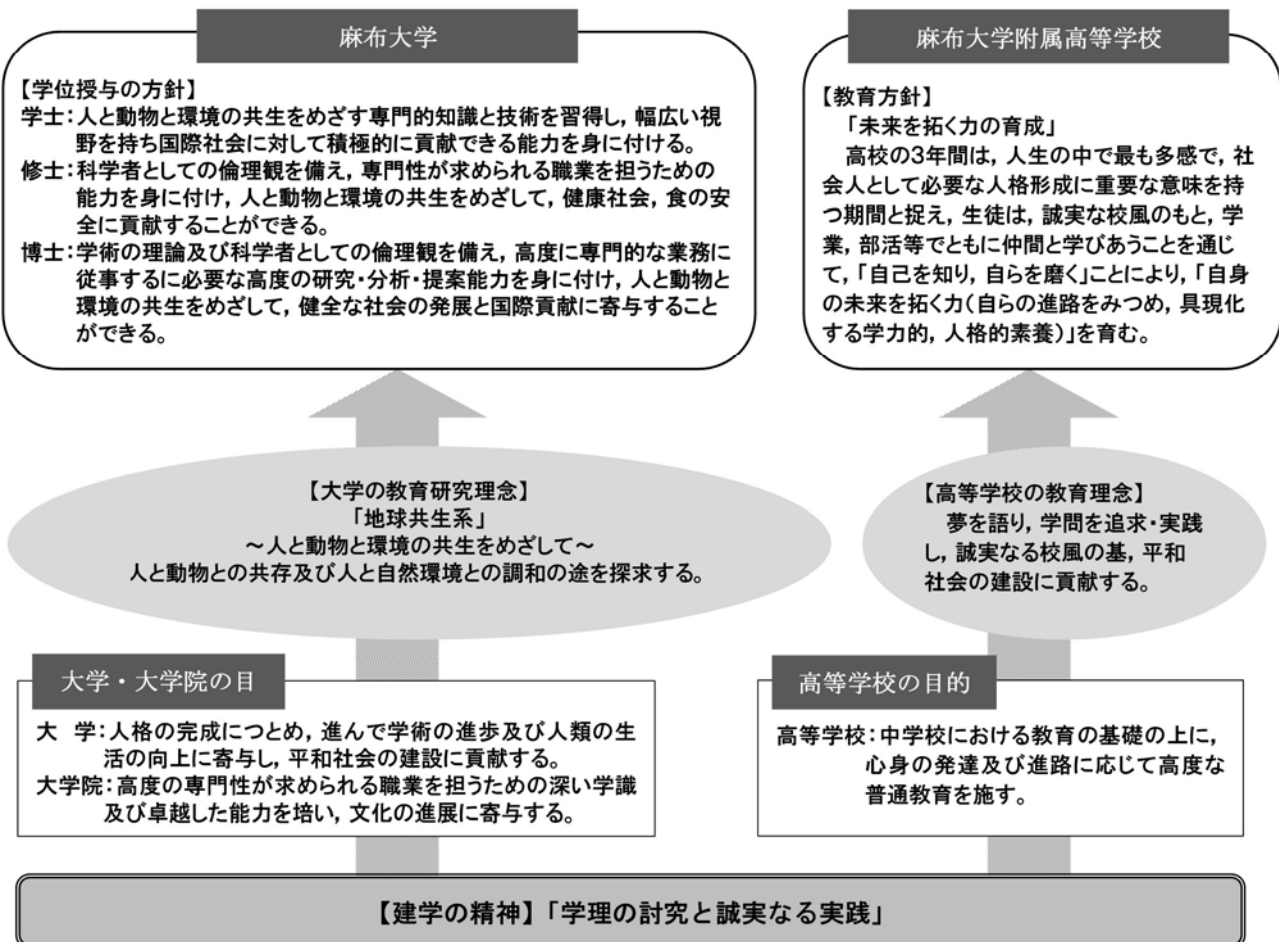 麻布大学
【学位授与の方針】
学士：人と動物と環境の共生をめざす専門的知識と技術を習得し，幅広い視
野を持ち国際社会に対して積極的に貢献できる能力を身に付ける。
修士：科学者としての倫理観を備え，専門性が求められる職業を担うための
能力を身に付け，人と動物と環境の共生をめざして，健康社会，食の安
全に貢献することができる。
博士：学術の理論及び科学者としての倫理観を備え，高度に専門的な業務に
従事するに必要な高度の研究・分析・提案能力を身に付け，人と動物と
環境の共生をめざして，健全な社会の発展と国際貢献に寄与すること
ができる。
麻布大学附属高等学校
【教育方針】
「未来を拓く力の育成」
高校の3年間は，人生の中で最も多感で，社
会人として必要な人格形成に重要な意味を持
つ期間と捉え，生徒は，誠実な校風のもと，学
業，部活等でともに仲間と学びあうことを通じ
て，「自己を知り，自らを磨く」ことにより，「自身
の未来を拓く力（自らの進路をみつめ，具現化
する学力的，人格的素養）」を育む。
【大学の教育研究理念】
「地球共生系」
～人と動物と環境の共生をめざして～
人と動物との共存及び人と自然環境との調和の途を探求する。
【高等学校の教育理念】
夢を語り，学問を追求・実践
し，誠実なる校風の基，平和
社会の建設に貢献する。
大学・大学院の目
大　学：人格の完成につとめ，進んで学術の進歩及び人類の生
活の向上に寄与し，平和社会の建設に貢献する。
大学院：高度の専門性が求められる職業を担うための深い学識
及び卓越した能力を培い，文化の進展に寄与する。
高等学校の目的
高等学校：中学校における教育の基礎の上に，
心身の発達及び進路に応じて高度な
普通教育を施す。
【建学の精神】「学理の討究と誠実なる実践」